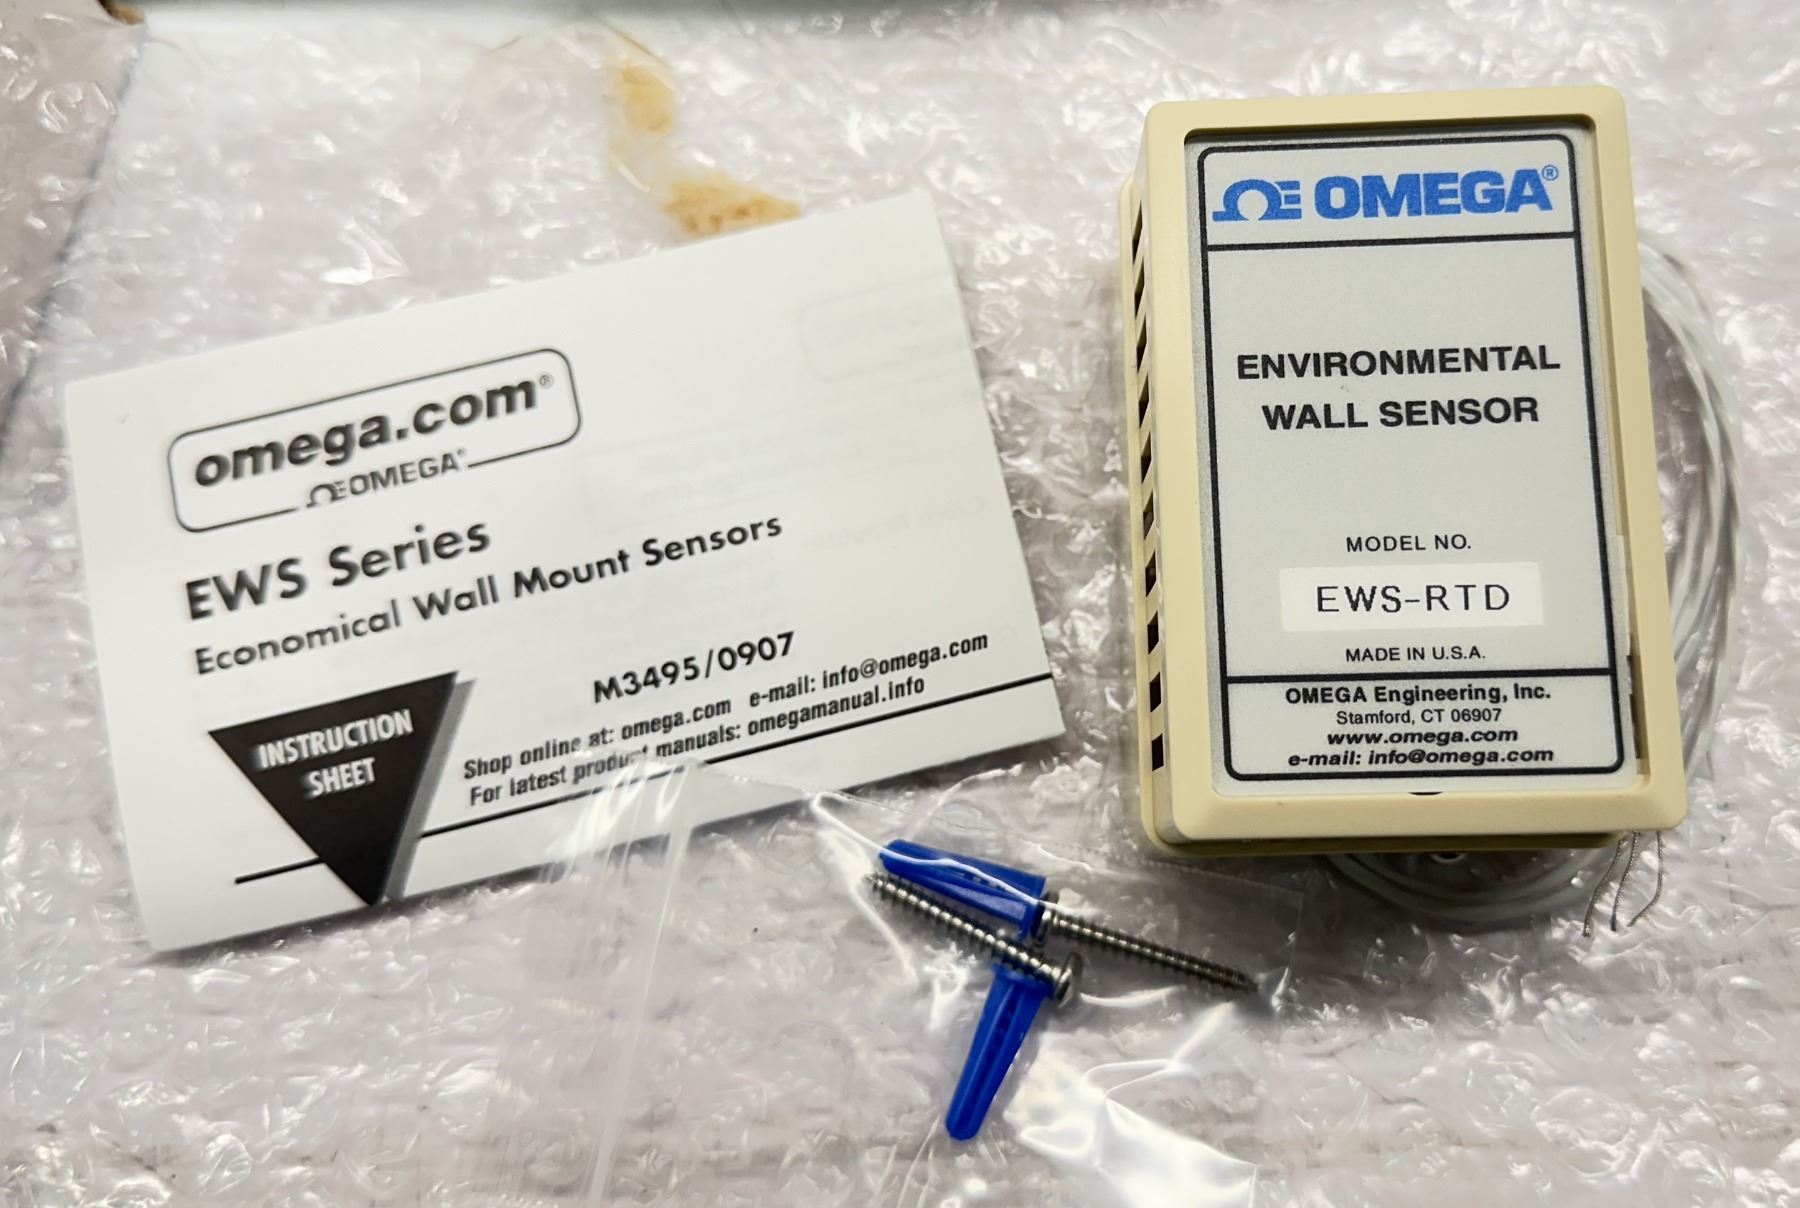 omega.com®
ΩE OMEGA®
EWS Series
Economical Wall Mount Sensors
M3495/0907
Shop online at: omega.com e-mail: info@omega.com
For latest product manuals: omegamanual.info
INSTRUCTION
SHEET
ΩE OMEGA®
ENVIRONMENTAL
WALL SENSOR
MODEL NO.
EWS-RTD
MADE IN U.S.A.
OMEGA Engineering, Inc.
Stamford, CT 06907
www.omega.com
e-mail: info@omega.com